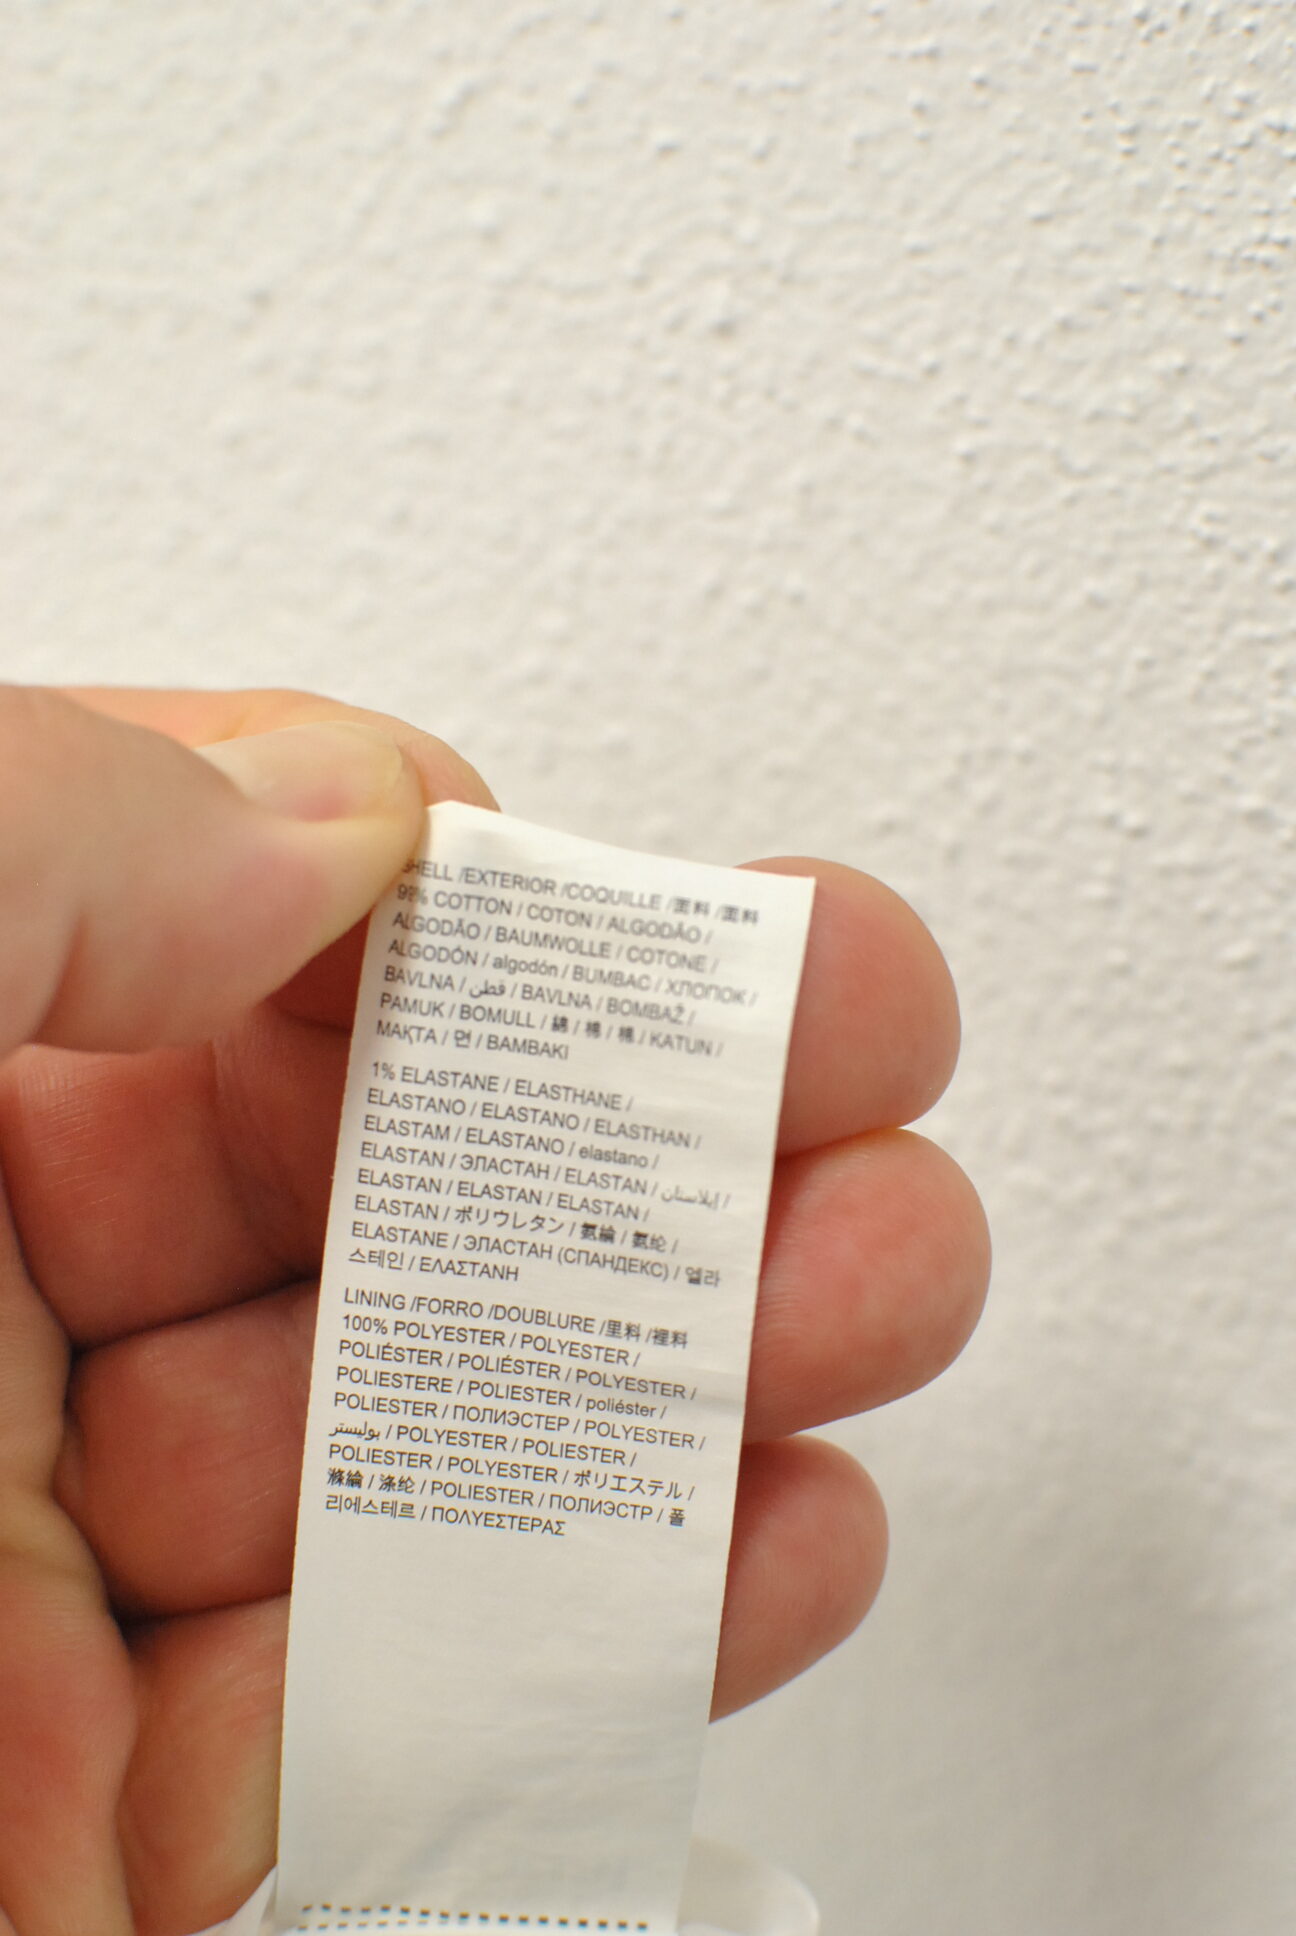 SHELL /EXTERIOR /COQUILLE /面料 /面料
99% COTTON / COTON / ALGODÃO /
ALGODÃO / BAUMWOLLE / COTONE /
ALGODÓN / algodón / BUMBAC / ХЛОПОК /
BAVLNA / قطن / BAVLNA / BOMBAŽ /
PAMUK / BOMULL / 綿 / 棉 / 棉 / KATUN /
МАҚТА / 면 / BAMBAKI
1% ELASTANE / ELASTHANE /
ELASTANO / ELASTANO / ELASTHAN /
ELASTAM / ELASTANO / elastano /
ELASTAN / ЭЛАСТАН / ELASTAN / إيلاستان /
ELASTAN / ELASTAN / ELASTAN /
ELASTAN / ポリウレタン / 氨綸 / 氨纶 /
ELASTANE / ЭЛАСТАН (СПАНДЕКС) / 엘라
스테인 / ΕΛΑΣΤΑΝΗ
LINING /FORRO /DOUBLURE /里料 /裡料
100% POLYESTER / POLYESTER /
POLIÉSTER / POLIÉSTER / POLYESTER /
POLIESTERE / POLIESTER / poliéster /
POLIESTER / ПОЛИЭСТЕР / POLYESTER /
بوليستر / POLYESTER / POLIESTER /
POLIESTER / POLYESTER / ポリエステル /
滌綸 / 涤纶 / POLIESTER / ПОЛИЭСТР / 폴
리에스테르 / ΠΟΛΥΕΣΤΕΡΑΣ